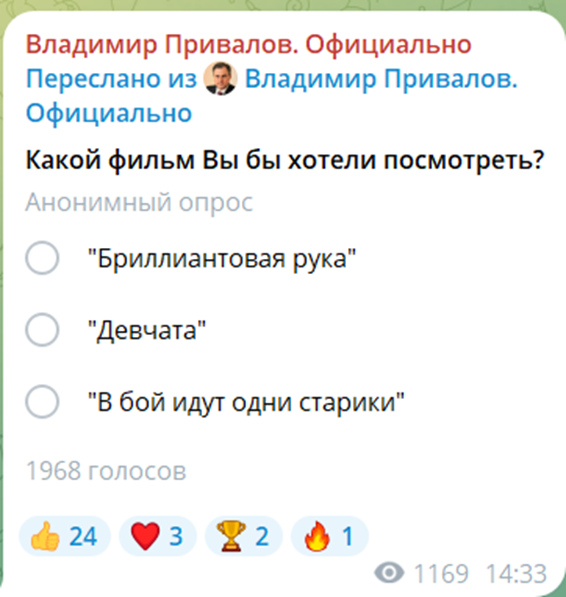 Владимир Привалов. Официально
Переслано из Владимир Привалов.
Официально
Какой фильм Вы бы хотели посмотреть?
Анонимный опрос
"Бриллиантовая рука"
"Девчата"
"В бой идут одни старики"
1968 голосов
24 3 2 1
1169 14:33